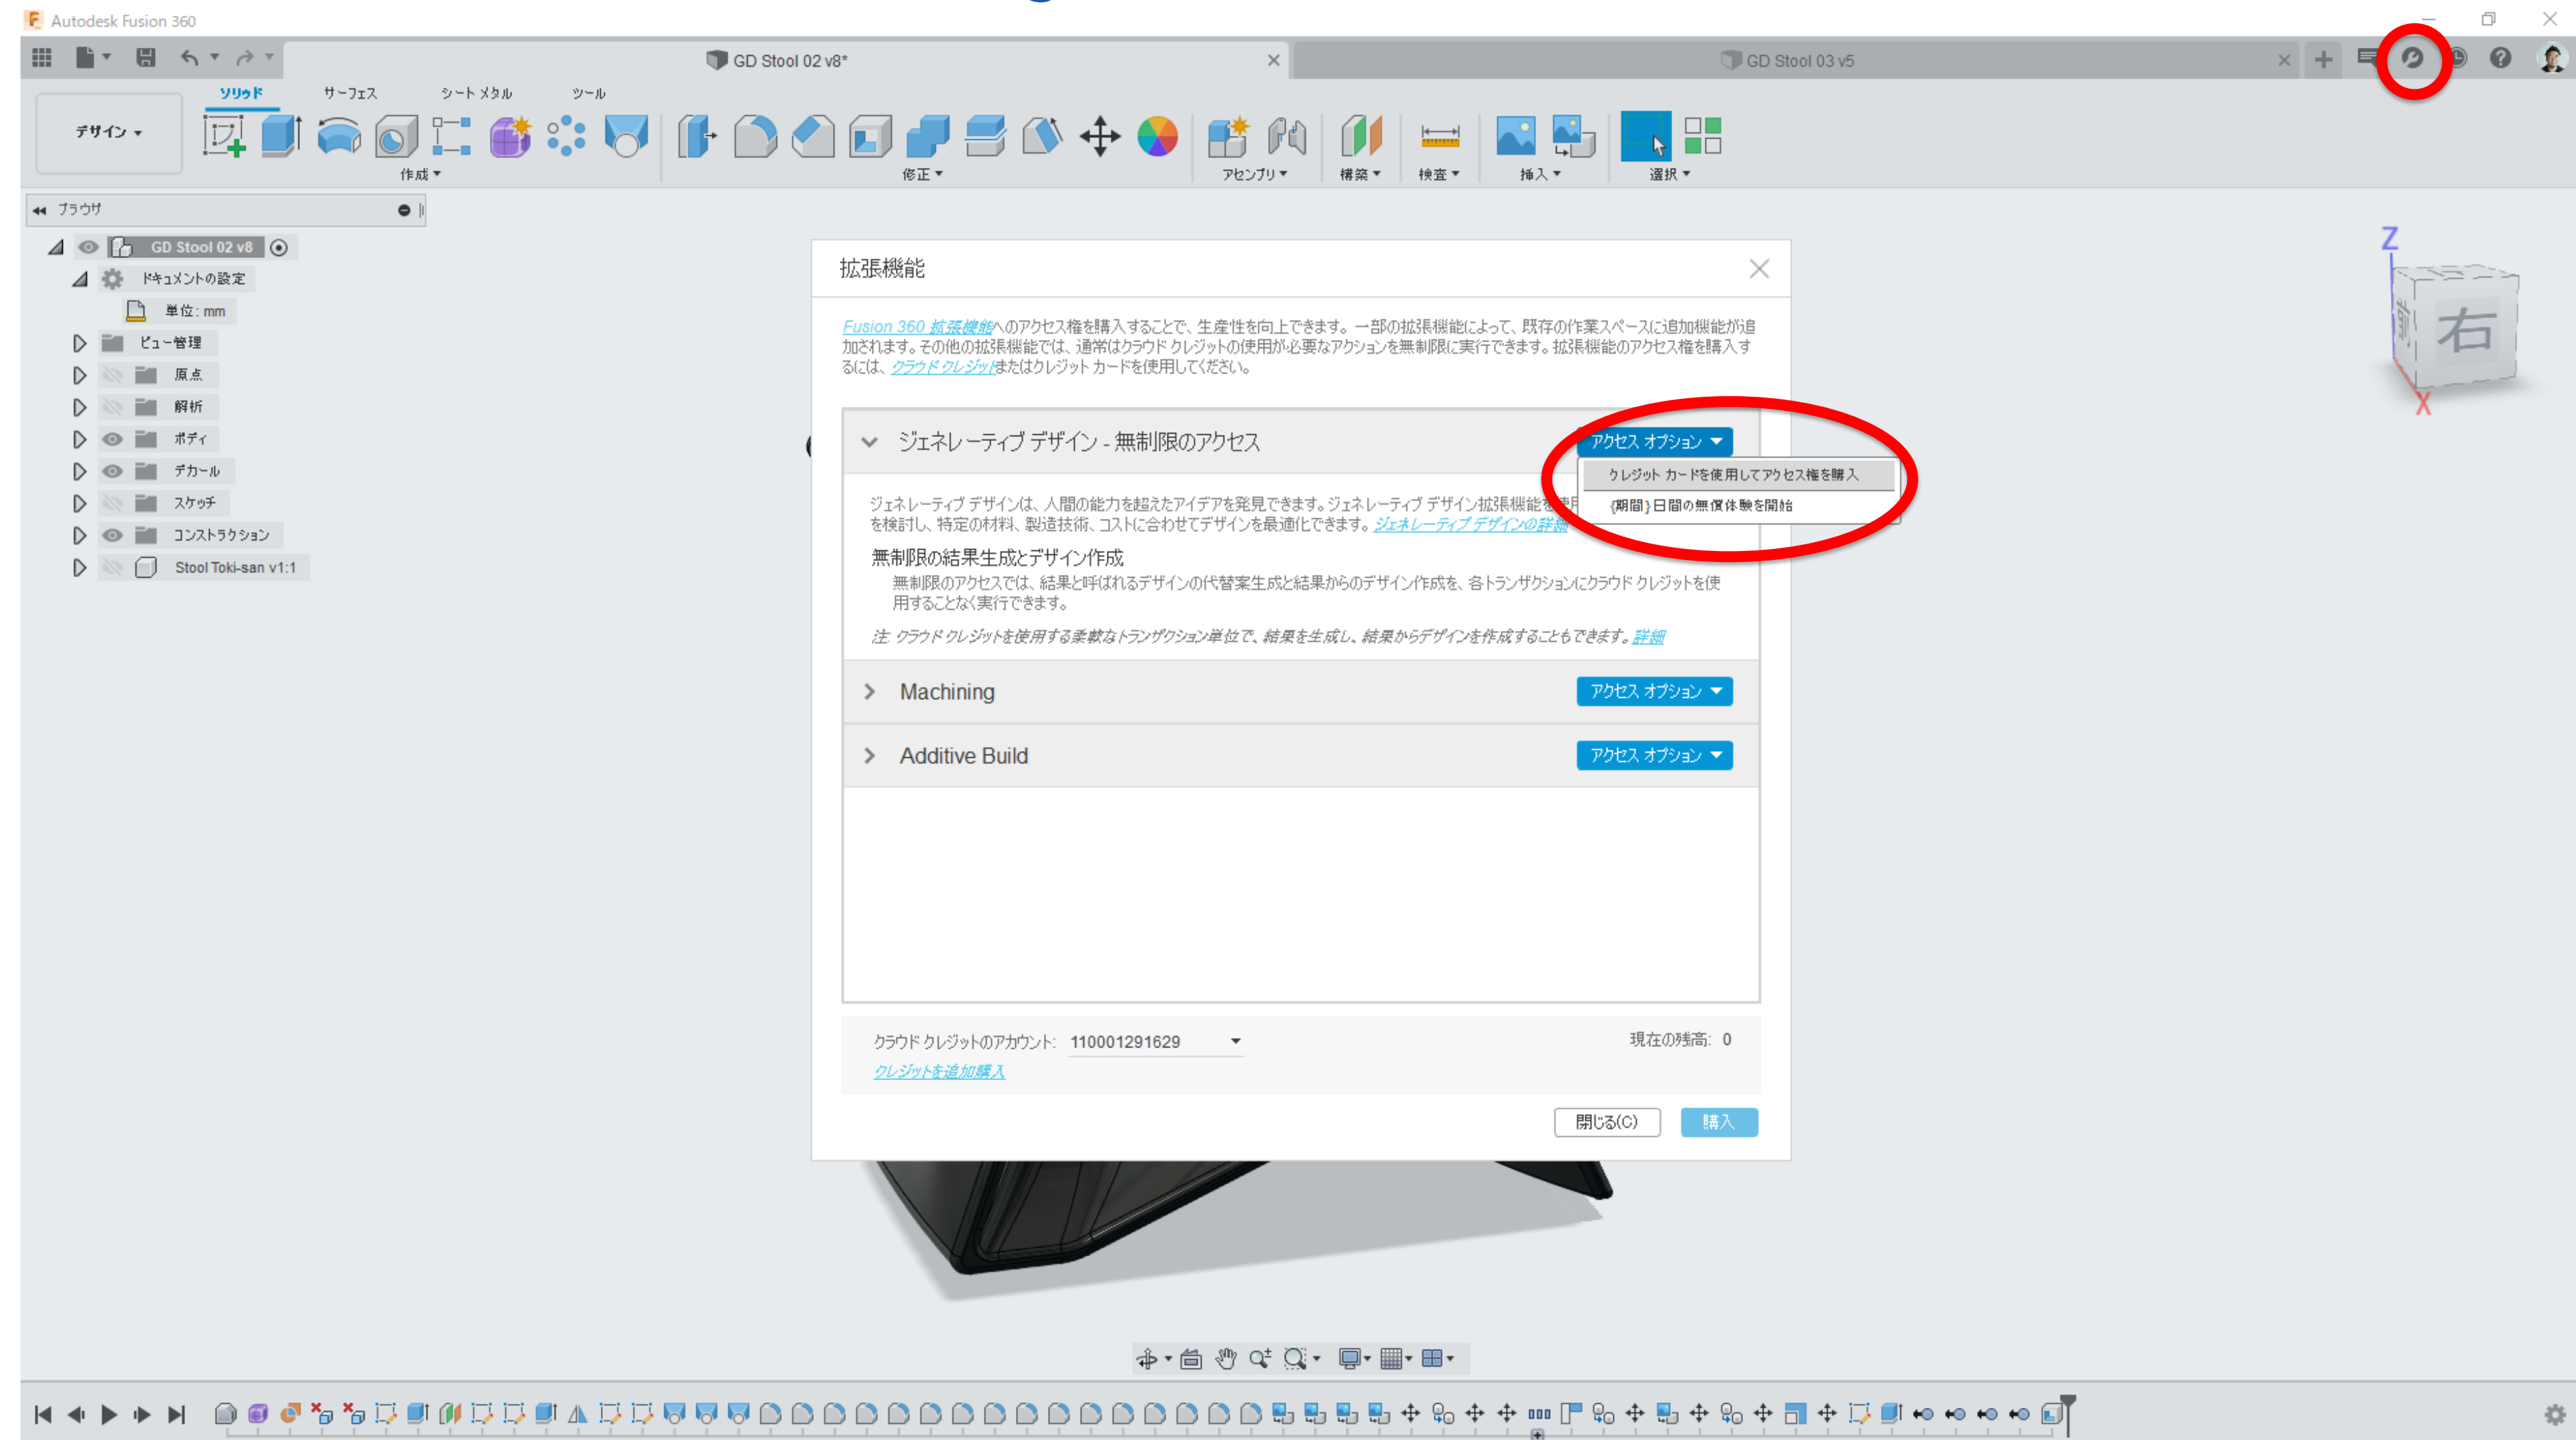 Autodesk Fusion 360
GD Stool 02 v8*
GD Stool 03 v5
ソリッド
サーフェス
シート メタル
ツール
デザイン
作成
修正
アセンブリ
構築
検査
挿入
選択
ブラウザ
GD Stool 02 v8
ドキュメントの設定
単位: mm
ビュー管理
原点
解析
ボディ
デカール
スケッチ
コンストラクション
Stool Toki-san v1:1
Z
右
X
拡張機能
Fusion 360 拡張機能へのアクセス権を購入することで、生産性を向上できます。一部の拡張機能によって、既存の作業スペースに追加機能が追
加されます。その他の拡張機能では、通常はクラウド クレジットの使用が必要なアクションを無制限に実行できます。拡張機能のアクセス権を購入す
るには、クラウド クレジットまたはクレジット カードを使用してください。
ジェネレーティブ デザイン - 無制限のアクセス
アクセス オプション
クレジット カードを使用してアクセス権を購入
{期間}日間の無償体験を開始
ジェネレーティブ デザインは、人間の能力を超えたアイデアを発見できます。ジェネレーティブ デザイン拡張機能を使用
を検討し、特定の材料、製造技術、コストに合わせてデザインを最適化できます。ジェネレーティブ デザインの詳細
無制限の結果生成とデザイン作成
無制限のアクセスでは、結果と呼ばれるデザインの代替案生成と結果からのデザイン作成を、各トランザクションにクラウド クレジットを使
用することなく実行できます。
注: クラウド クレジットを使用する柔軟なトランザクション単位で、結果を生成し、結果からデザインを作成することもできます。詳細
Machining
アクセス オプション
Additive Build
アクセス オプション
クラウド クレジットのアカウント: 110001291629
現在の残高: 0
クレジットを追加購入
閉じる(C)
購入